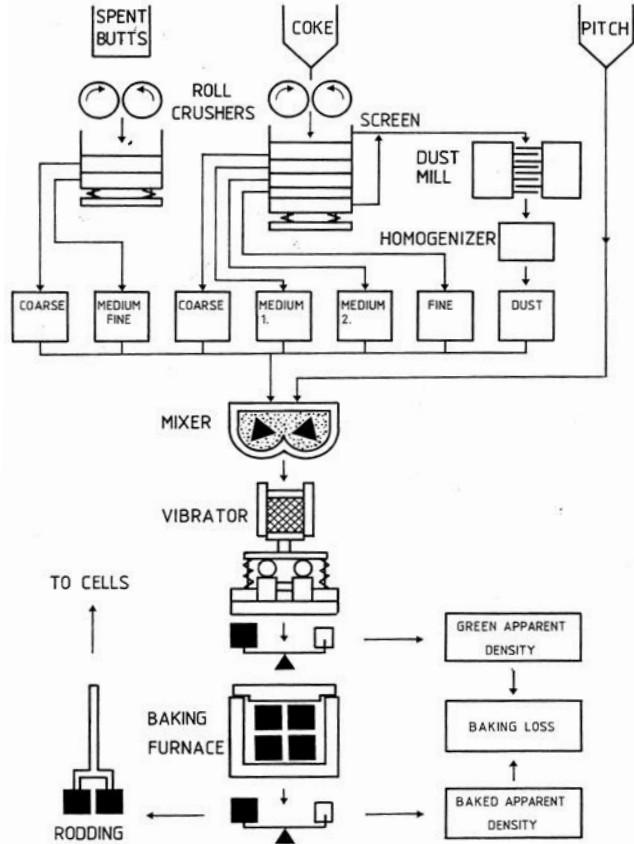 SPENT
BUTTS
COKE
PITCH
ROLL
CRUSHERS
SCREEN
DUST
MILL
HOMOGENIZER
COARSE
MEDIUM
FINE
COARSE
MEDIUM
1.
MEDIUM
2.
FINE
DUST
MIXER
VIBRATOR
TO CELLS
GREEN APPARENT
DENSITY
BAKING
FURNACE
BAKING LOSS
RODDING
BAKED APPARENT
DENSITY